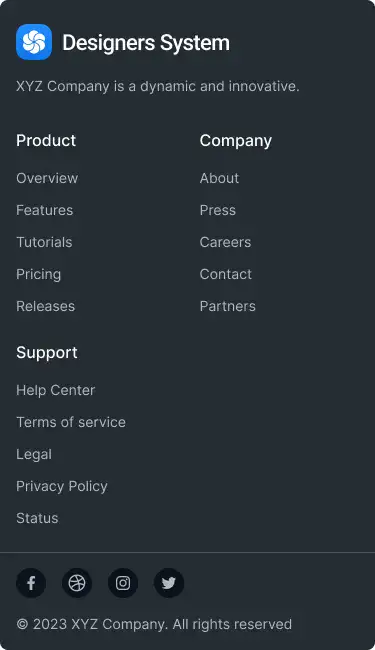 Designers System
XYZ Company is a dynamic and innovative.
Product
Overview
Features
Tutorials
Pricing
Releases
Company
About
Press
Careers
Contact
Partners
Support
Help Center
Terms of service
Legal
Privacy Policy
Status
© 2023 XYZ Company. All rights reserved